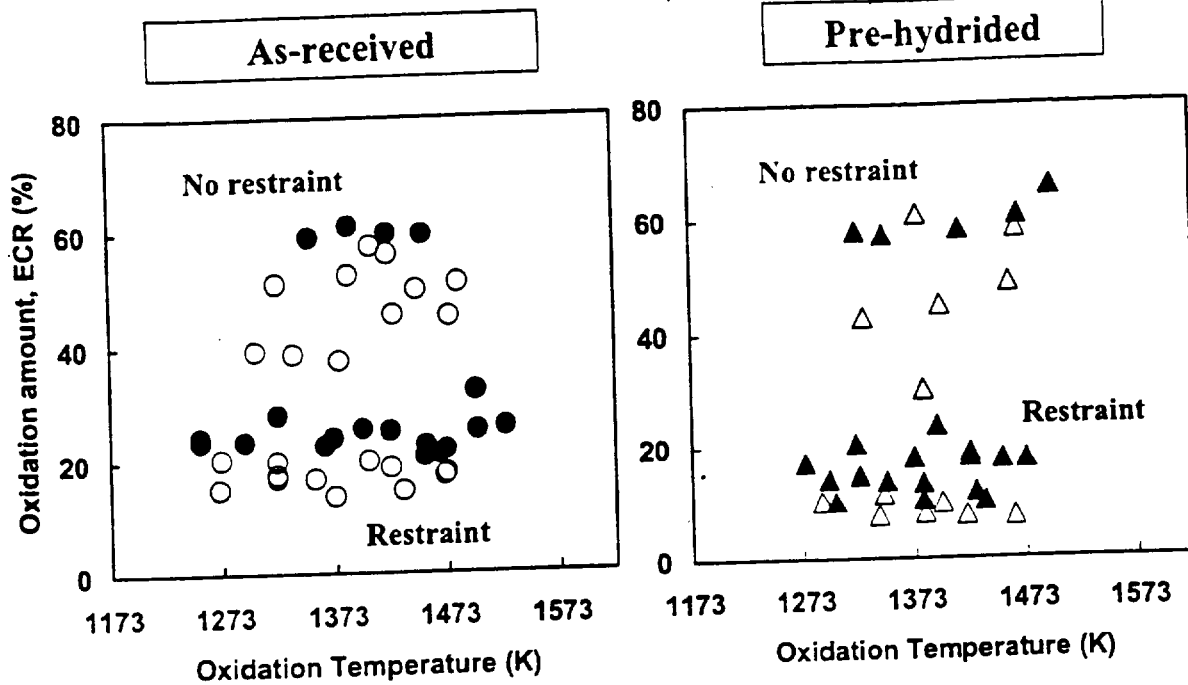 As-received
Pre-hydrided
Oxidation amount, ECR (%)
80
60
40
20
0
No restraint
Restraint
1173 1273 1373 1473 1573
Oxidation Temperature (K)
80
60
40
20
0
No restraint
Restraint
1173 1273 1373 1473 1573
Oxidation Temperature (K)